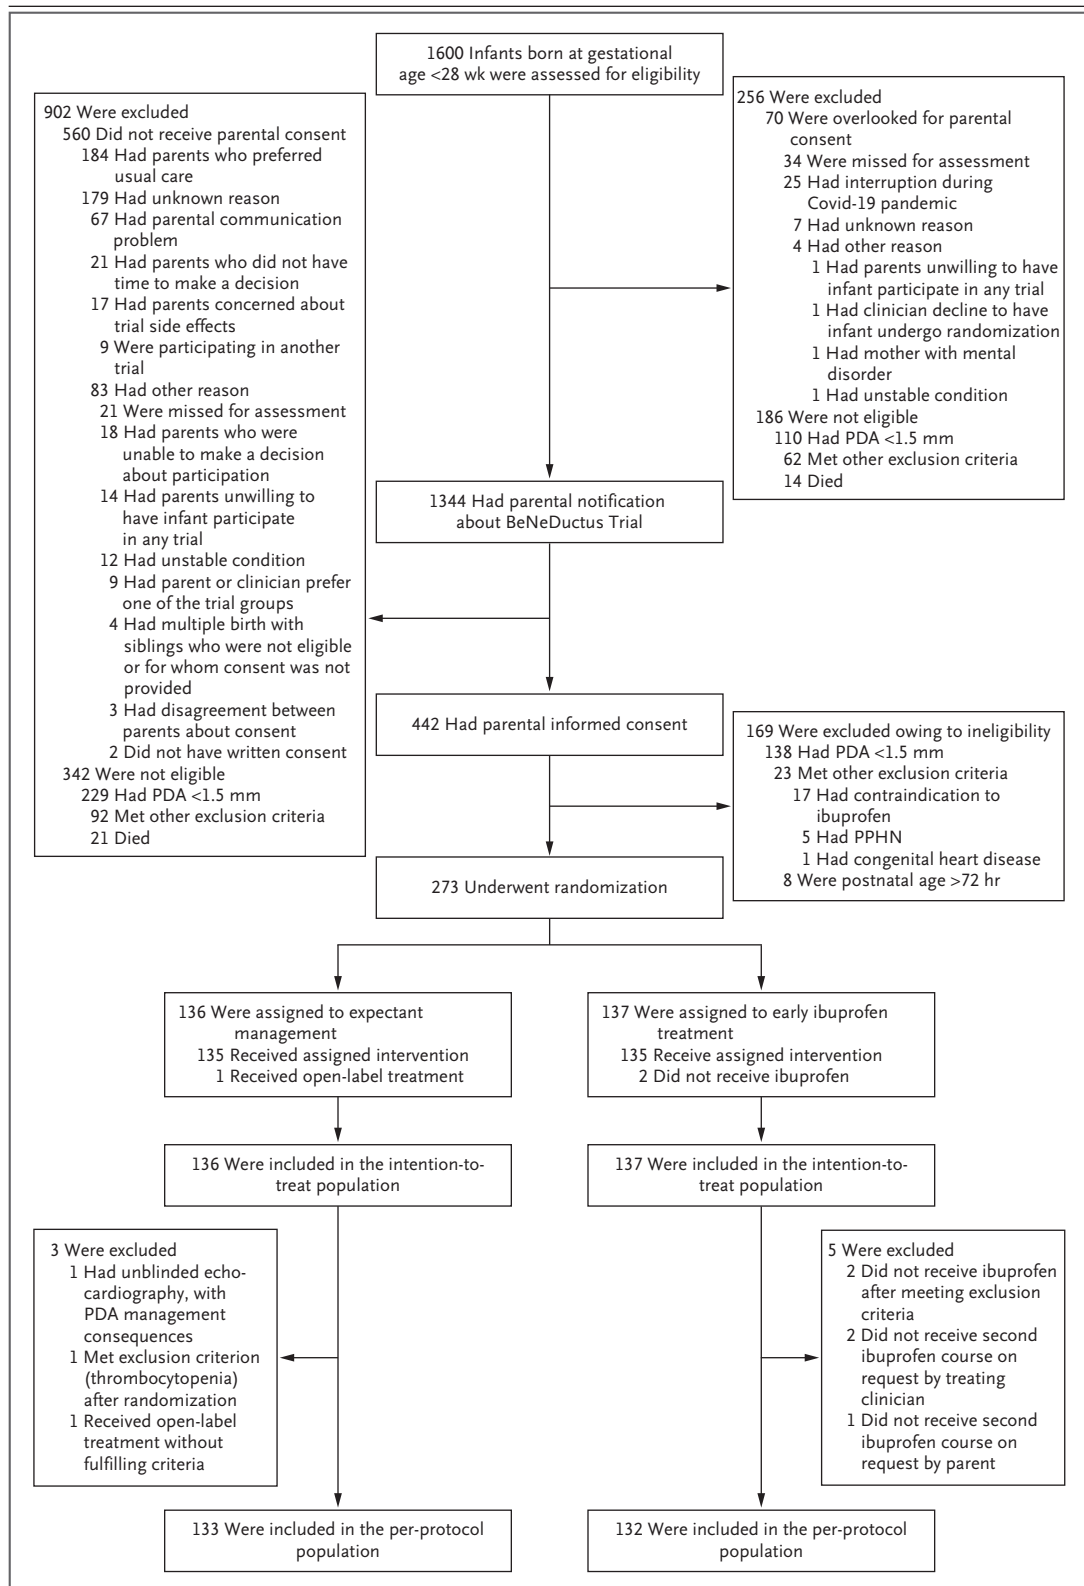 1600 Infants born at gestational
age <28 wk were assessed for eligibility
902 Were excluded
560 Did not receive parental consent
184 Had parents who preferred
usual care
179 Had unknown reason
67 Had parental communication
problem
21 Had parents who did not have
time to make a decision
17 Had parents concerned about
trial side effects
9 Were participating in another
trial
83 Had other reason
21 Were missed for assessment
18 Had parents who were
unable to make a decision
about participation
14 Had parents unwilling to
have infant participate
in any trial
12 Had unstable condition
9 Had parent or clinician prefer
one of the trial groups
4 Had multiple birth with
siblings who were not eligible
or for whom consent was not
provided
3 Had disagreement between
parents about consent
2 Did not have written consent
342 Were not eligible
229 Had PDA <1.5 mm
92 Met other exclusion criteria
21 Died
256 Were excluded
70 Were overlooked for parental
consent
34 Were missed for assessment
25 Had interruption during
Covid-19 pandemic
7 Had unknown reason
4 Had other reason
1 Had parents unwilling to have
infant participate in any trial
1 Had clinician decline to have
infant undergo randomization
1 Had mother with mental
disorder
1 Had unstable condition
186 Were not eligible
110 Had PDA <1.5 mm
62 Met other exclusion criteria
14 Died
1344 Had parental notification
about BeNeDuctus Trial
442 Had parental informed consent
169 Were excluded owing to ineligibility
138 Had PDA <1.5 mm
23 Met other exclusion criteria
17 Had contraindication to
ibuprofen
5 Had PPHN
1 Had congenital heart disease
8 Were postnatal age >72 hr
273 Underwent randomization
136 Were assigned to expectant
management
135 Received assigned intervention
1 Received open-label treatment
137 Were assigned to early ibuprofen
treatment
135 Receive assigned intervention
2 Did not receive ibuprofen
136 Were included in the intention-to-
treat population
137 Were included in the intention-to-
treat population
3 Were excluded
1 Had unblinded echo-
cardiography, with
PDA management
consequences
1 Met exclusion criterion
(thrombocytopenia)
after randomization
1 Received open-label
treatment without
fulfilling criteria
5 Were excluded
2 Did not receive ibuprofen
after meeting exclusion
criteria
2 Did not receive second
ibuprofen course on
request by treating
clinician
1 Did not receive second
ibuprofen course on
request by parent
133 Were included in the per-protocol
population
132 Were included in the per-protocol
population